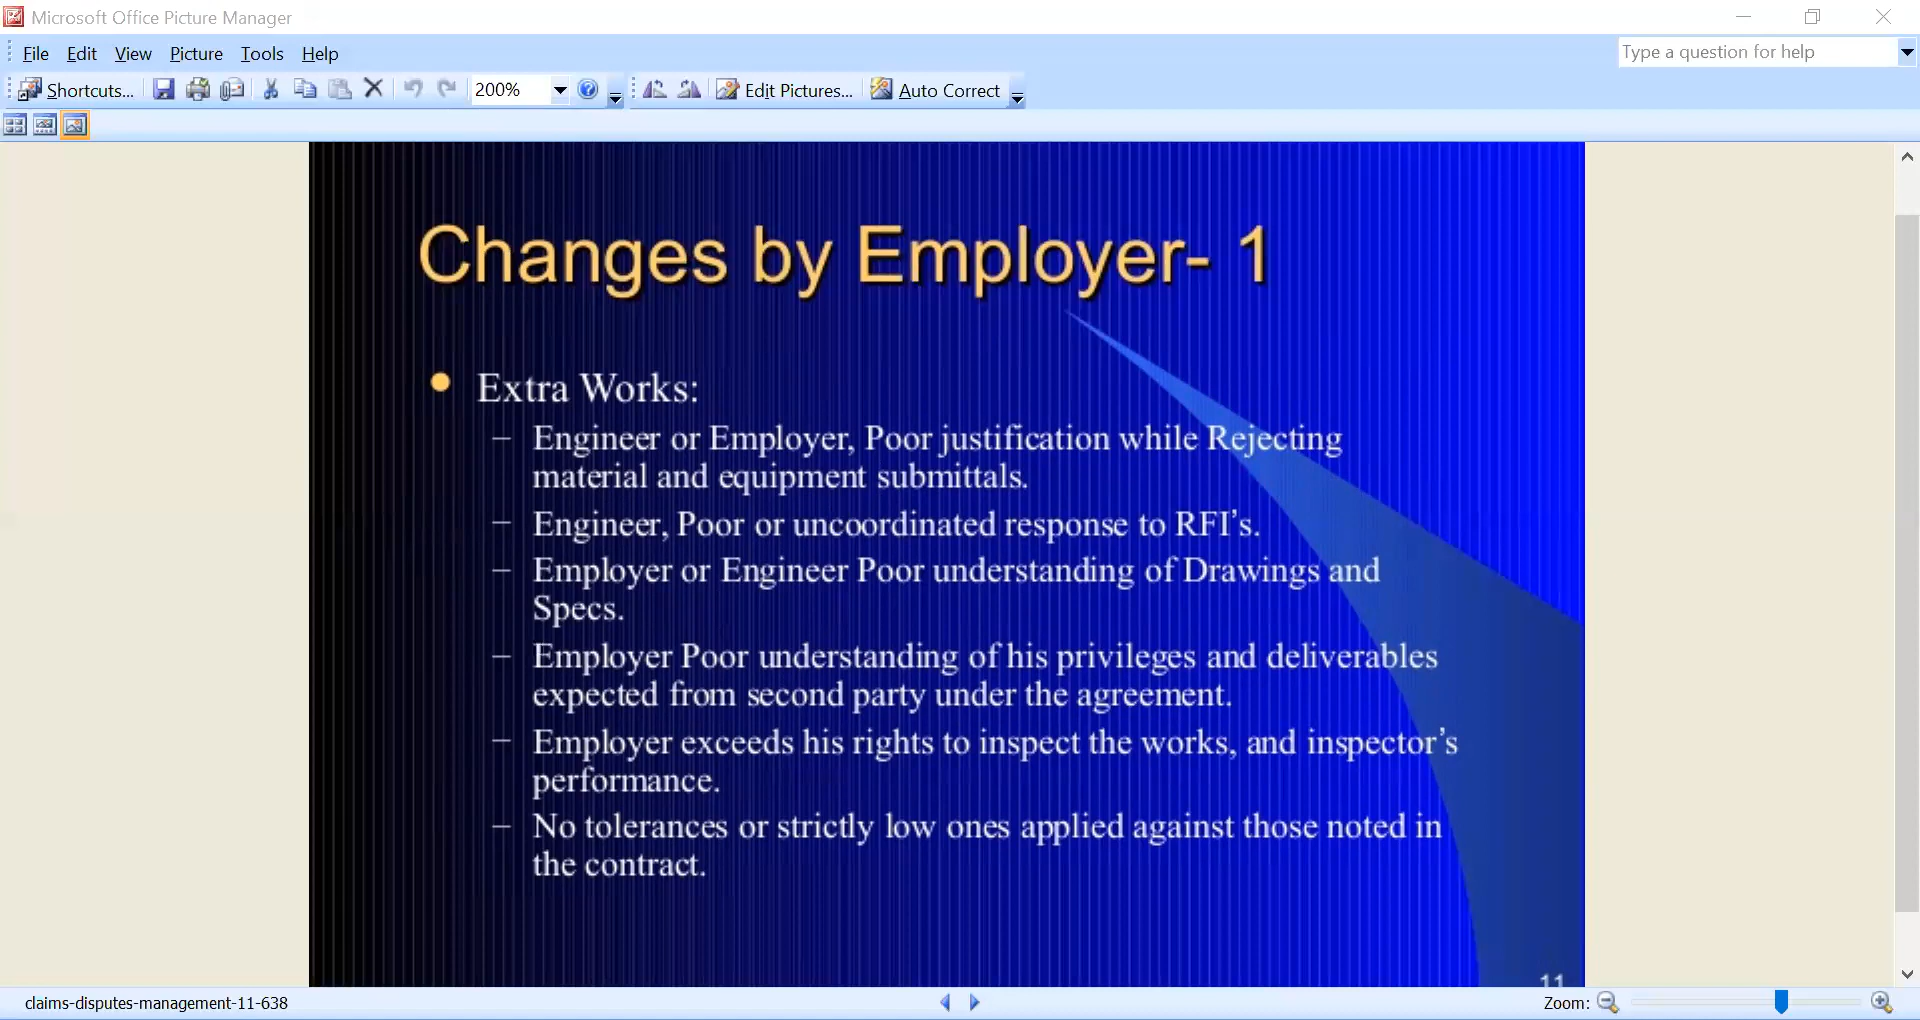 Microsoft Office Picture Manager
File Edit View Picture Tools Help
Type a question for help
Shortcuts... 200% Edit Pictures... Auto Correct
Changes by Employer- 1
Extra Works:
– Engineer or Employer, Poor justification while Rejecting
material and equipment submittals.
– Engineer, Poor or uncoordinated response to RFI’s.
– Employer or Engineer Poor understanding of Drawings and
Specs.
– Employer Poor understanding of his privileges and deliverables
expected from second party under the agreement.
– Employer exceeds his rights to inspect the works, and inspector’s
performance.
– No tolerances or strictly low ones applied against those noted in
the contract.
11
claims-disputes-management-11-638
Zoom: